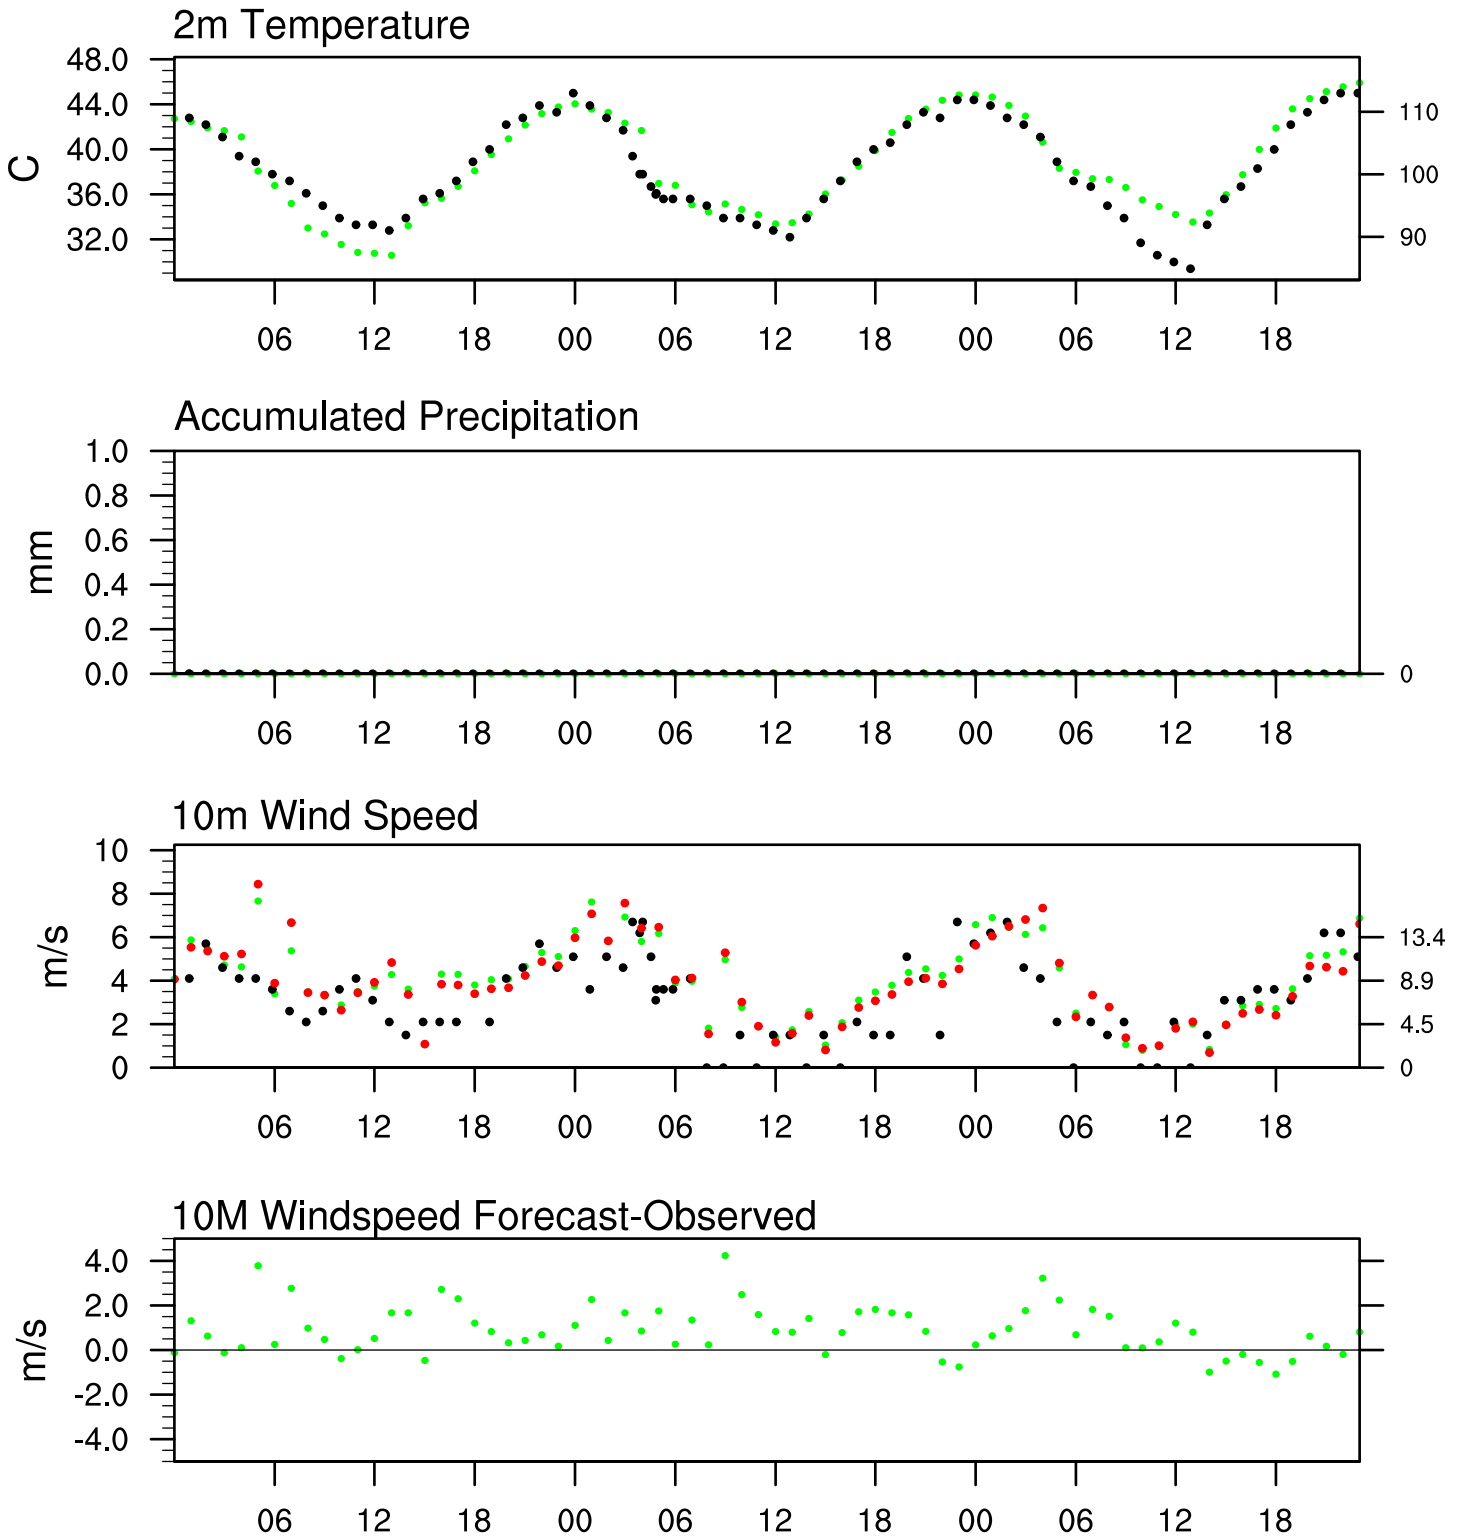 2m Temperature
48.0
44.0
40.0
36.0
32.0
C
110
100
90
06 12 18 00 06 12 18 00 06 12 18
Accumulated Precipitation
1.0
0.8
0.6
0.4
0.2
0.0
mm
0
06 12 18 00 06 12 18 00 06 12 18
10m Wind Speed
10
8
6
4
2
0
m/s
13.4
8.9
4.5
0
06 12 18 00 06 12 18 00 06 12 18
10M Windspeed Forecast-Observed
4.0
2.0
0.0
-2.0
-4.0
m/s
06 12 18 00 06 12 18 00 06 12 18